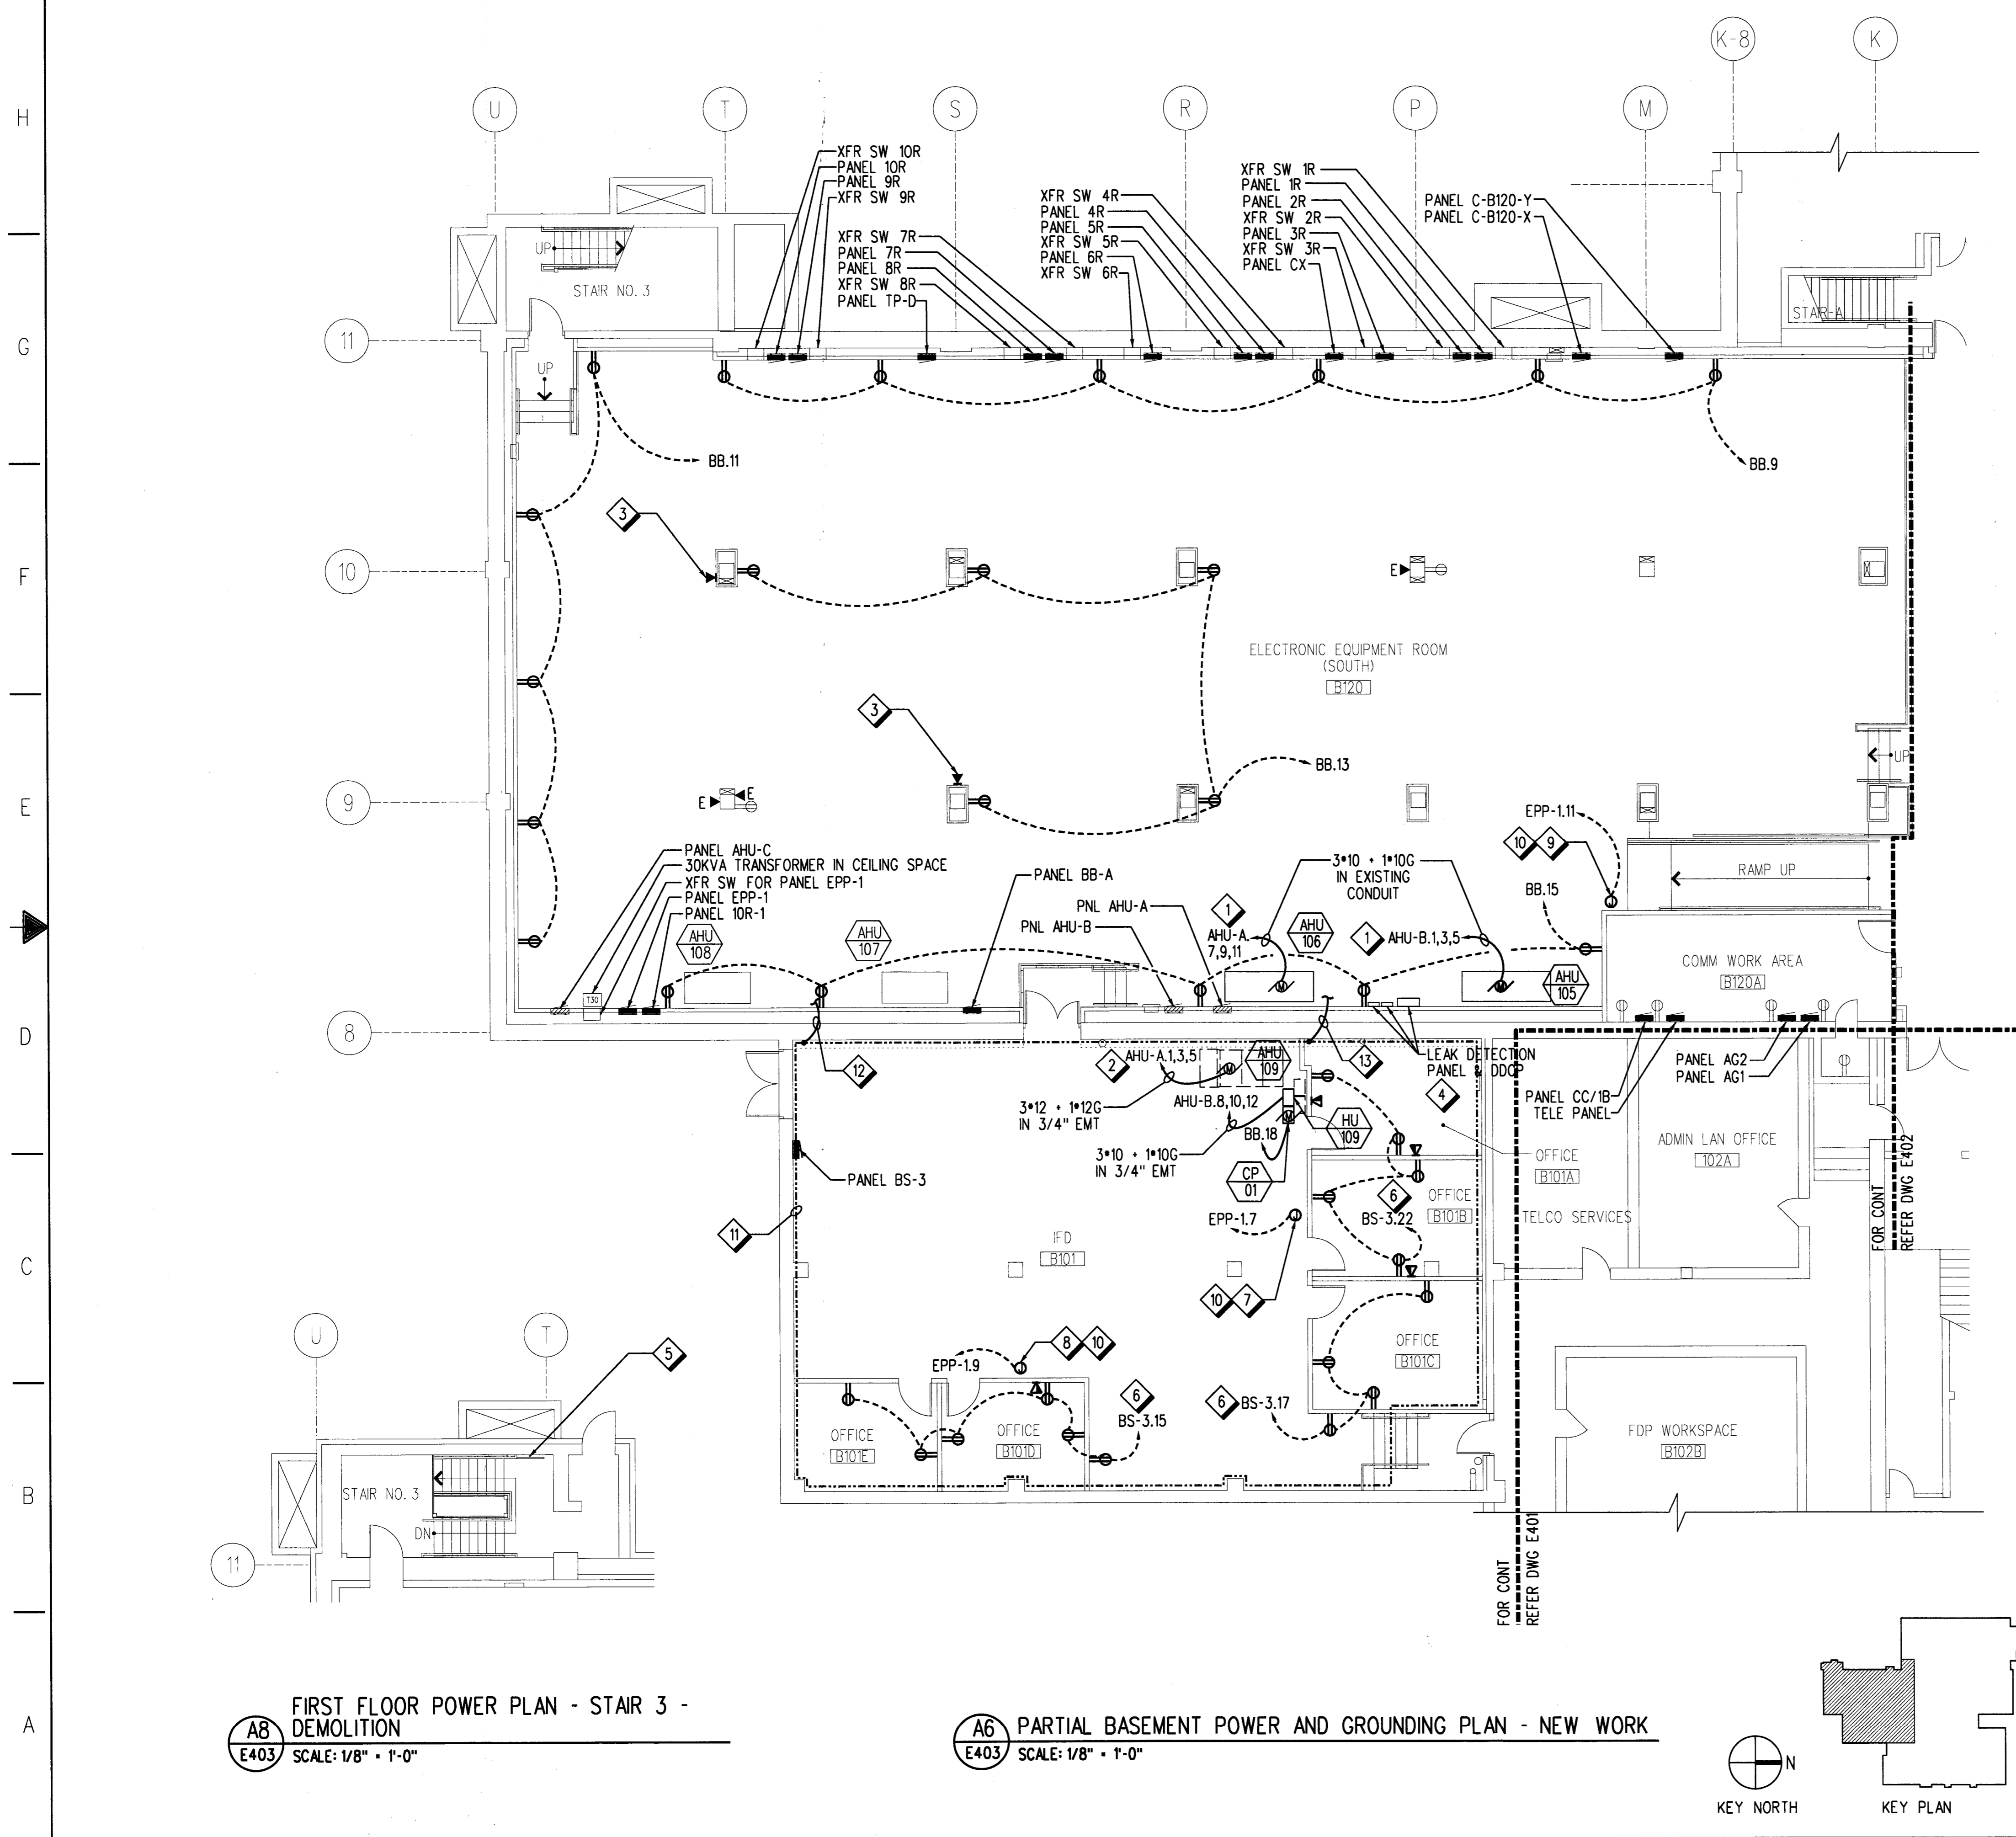 K-8
K
H
U
T
S
R
P
M
XFR SW 10R
PANEL 10R
PANEL 9R
XFR SW 9R
XFR SW 7R
PANEL 7R
PANEL 8R
XFR SW 8R
PANEL TP-D
XFR SW 4R
PANEL 4R
PANEL 5R
XFR SW 5R
PANEL 6R
XFR SW 6R
XFR SW 1R
PANEL 1R
PANEL 2R
XFR SW 2R
PANEL 3R
XFR SW 3R
PANEL CX
PANEL C-B120-Y
PANEL C-B120-X
UP
STAIR NO. 3
STAIR-A
G
11
UP
BB.11
BB.9
3
F
10
E
ELECTRONIC EQUIPMENT ROOM
(SOUTH)
B120
3
UP
BB.13
E
9
E
E
EPP-1.11
10
9
RAMP UP
BB.15
PANEL AHU-C
30KVA TRANSFORMER IN CEILING SPACE
XFR SW FOR PANEL EPP-1
PANEL EPP-1
PANEL 10R-1
PANEL BB-A
PNL AHU-A
PNL AHU-B
3#10 + 1#10G
IN EXISTING
CONDUIT
1
AHU-A.
7,9,11
AHU
106
1
AHU-B.1,3,5
AHU
108
AHU
107
AHU
105
T30
COMM WORK AREA
B120A
D
8
12
2
AHU-A.1,3,5
AHU
109
13
LEAK DETECTION
PANEL & DDCP
3#12 + 1#12G
IN 3/4" EMT
AHU-B.8,10,12
BB.18
HU
109
4
3#10 + 1#10G
IN 3/4" EMT
CP
01
PANEL AG2
PANEL AG1
PANEL CC/1B
TELE PANEL
ADMIN LAN OFFICE
102A
OFFICE
B101A
TELCO SERVICES
PANEL BS-3
11
EPP-1.7
6
BS-3.22
OFFICE
B101B
FOR CONT
REFER DWG E402
C
IFD
B101
10
7
OFFICE
B101C
U
T
5
8
10
EPP-1.9
6
BS-3.15
6
BS-3.17
OFFICE
B101E
OFFICE
B101D
FDP WORKSPACE
B102B
B
STAIR NO. 3
DN
11
FOR CONT
REFER DWG E401
A
A8
E403
FIRST FLOOR POWER PLAN - STAIR 3 -
DEMOLITION
SCALE: 1/8" = 1'-0"
A6
E403
PARTIAL BASEMENT POWER AND GROUNDING PLAN - NEW WORK
SCALE: 1/8" = 1'-0"
N
KEY NORTH
KEY PLAN